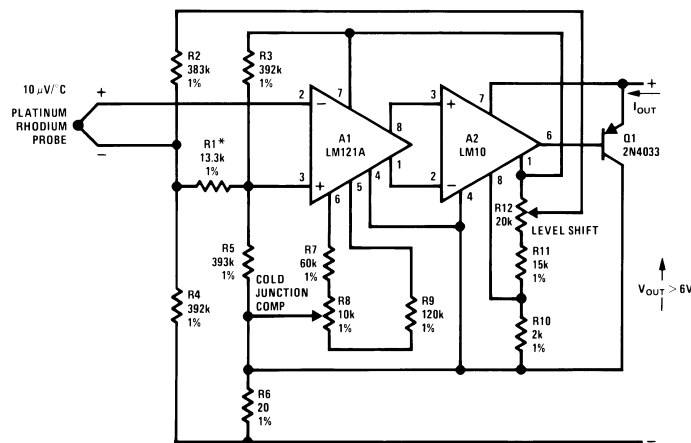 10 μV/°C
PLATINUM
RHODIUM
PROBE
+
−
R2
383k
1%
R3
392k
1%
R1*
13.3k
1%
2
−
3
+
7
A1
LM121A
8
1
4
5
6
3
+
2
−
7
A2
LM10
6
1
8
4
+
IOUT
Q1
2N4033
R12
20k
LEVEL SHIFT
R11
15k
1%
R10
2k
1%
VOUT > 6V
R5
393k
1%
R4
392k
1%
COLD
JUNCTION
COMP
R7
60k
1%
R8
10k
1%
R9
120k
1%
R6
20
1%
−